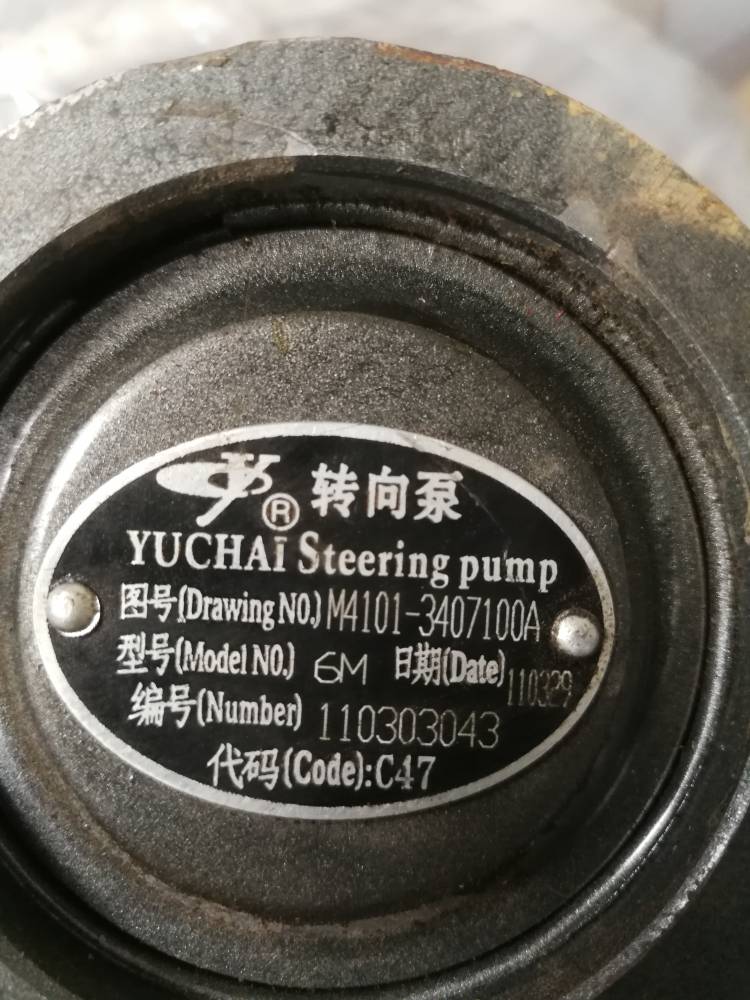 ® 转向泵
YUCHAI Steering pump
图号(Drawing NO.) M4101-3407100A
型号(Model NO.) 6M 日期(Date) 110329
编号(Number) 110303043
代码(Code):C47